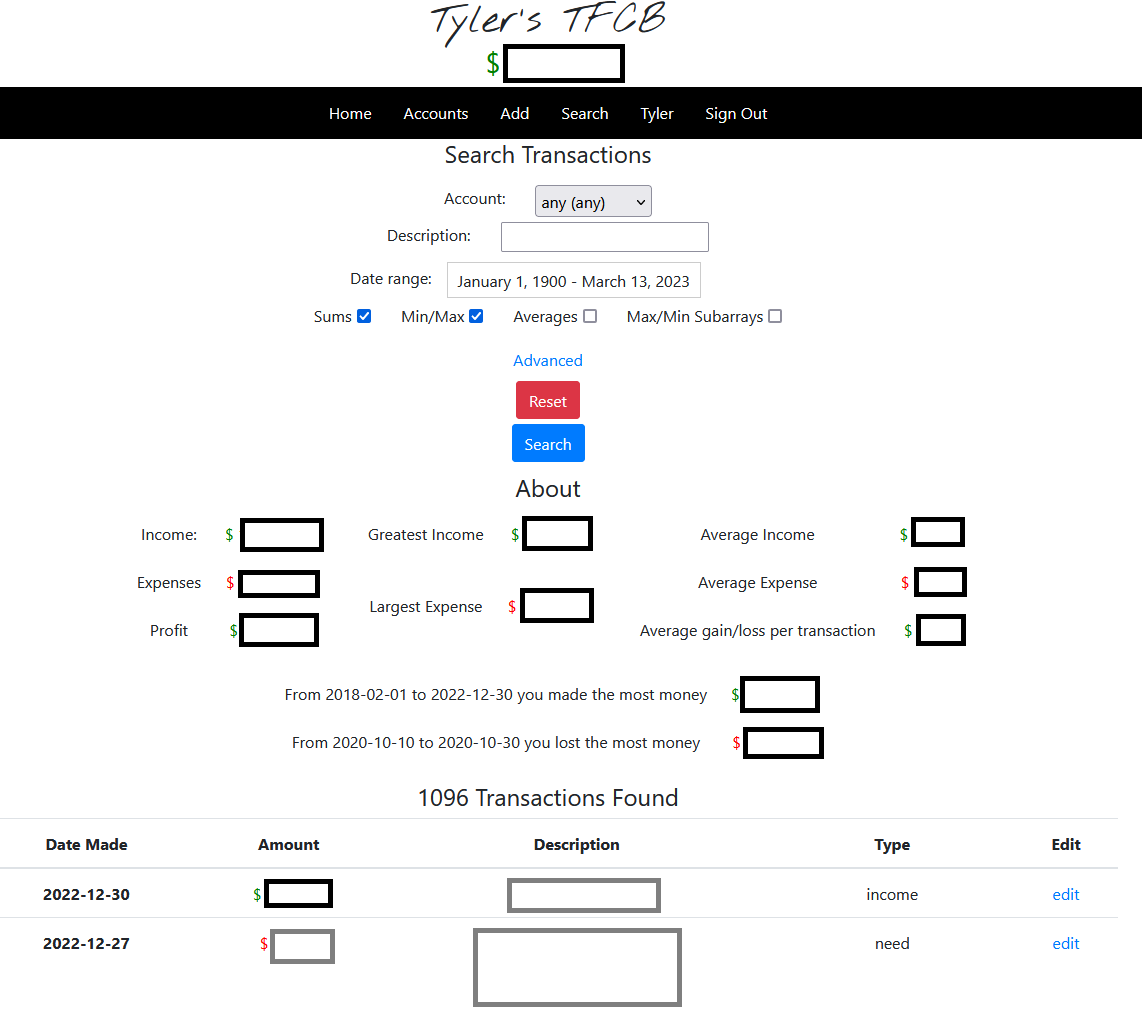 Tyler's TFCB
$
Home Accounts Add Search Tyler Sign Out
Search Transactions
Account: any (any)
Description:
Date range: January 1, 1900 - March 13, 2023
Sums Min/Max Averages Max/Min Subarrays
Advanced
Reset
Search
About
Income: $ Greatest Income $ Average Income $
Expenses $ Average Expense $
Largest Expense $
Profit $ Average gain/loss per transaction $
From 2018-02-01 to 2022-12-30 you made the most money $
From 2020-10-10 to 2020-10-30 you lost the most money $
1096 Transactions Found
Date Made Amount Description Type Edit
2022-12-30 $ income edit
2022-12-27 $ need edit